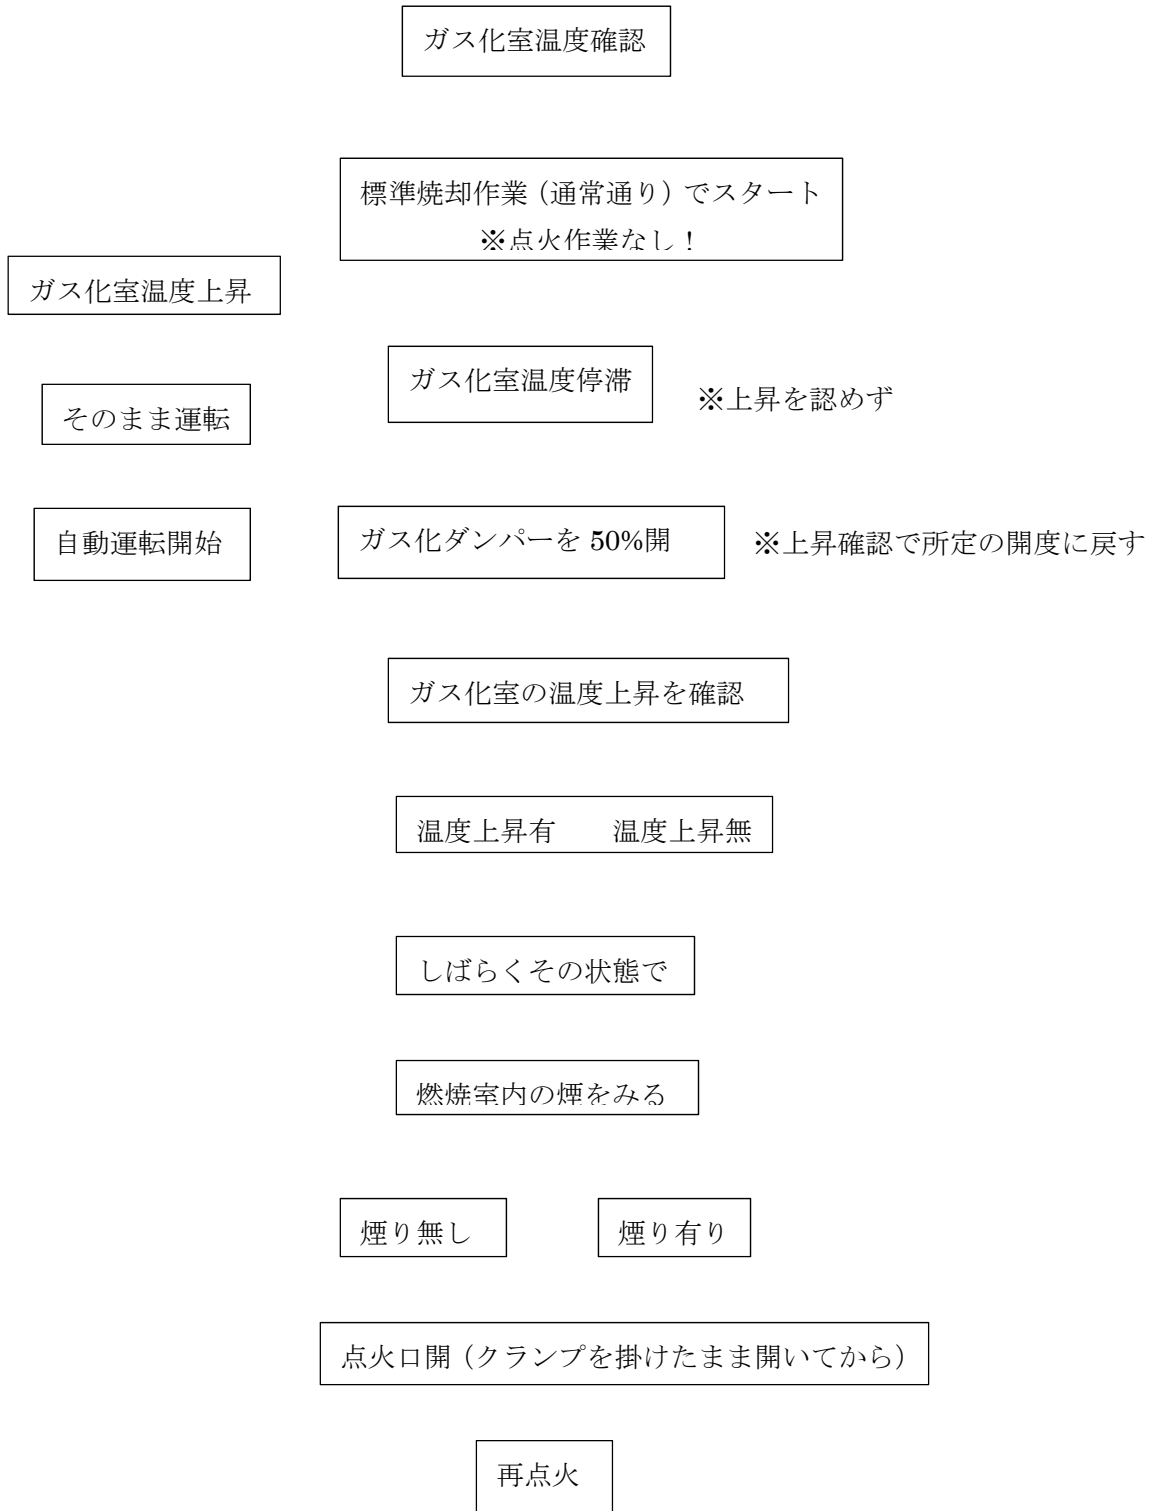 ガス化室温度確認
標準焼却作業（通常通り）でスタート
※点火作業なし！
ガス化室温度上昇
ガス化室温度停滞
※上昇を認めず
そのまま運転
自動運転開始
ガス化ダンパーを 50%開
※上昇確認で所定の開度に戻す
ガス化室の温度上昇を確認
温度上昇有　　温度上昇無
しばらくその状態で
燃焼室内の煙をみる
煙り無し
煙り有り
点火口開（クランプを掛けたまま開いてから）
再点火